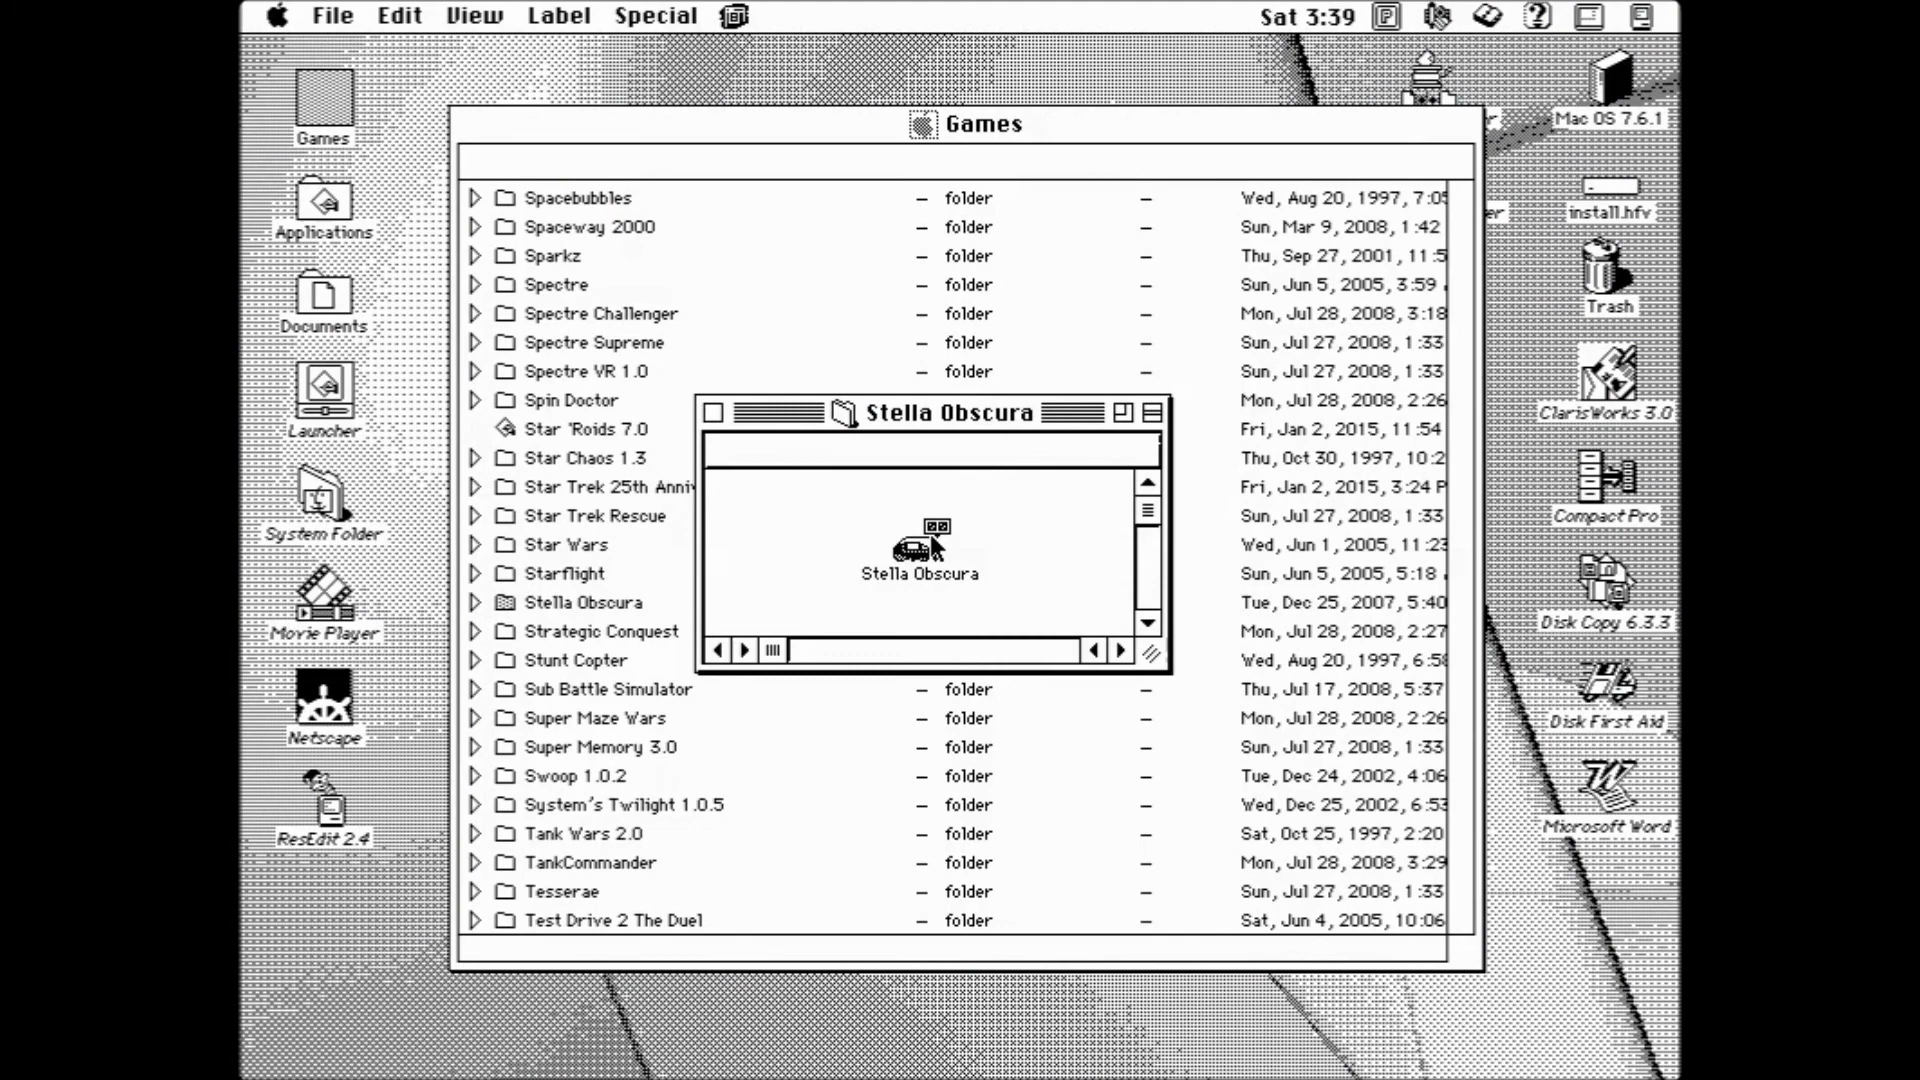 File Edit View Label Special Sat 3:39
Games
Applications
Documents
Launcher
System Folder
Movie Player
Netscape
ResEdit 2.4
Games
Spacebubbles – folder – Wed, Aug 20, 1997, 7:05
Spaceway 2000 – folder – Sun, Mar 9, 2008, 1:42
Sparkz – folder – Thu, Sep 27, 2001, 11:5
Spectre – folder – Sun, Jun 5, 2005, 3:59
Spectre Challenger – folder – Mon, Jul 28, 2008, 3:18
Spectre Supreme – folder – Sun, Jul 27, 2008, 1:33
Spectre VR 1.0 – folder – Sun, Jul 27, 2008, 1:33
Spin Doctor Mon, Jul 28, 2008, 2:26
Star 'Roids 7.0 Fri, Jan 2, 2015, 11:54
Star Chaos 1.3 Thu, Oct 30, 1997, 10:2
Star Trek 25th Anniv Fri, Jan 2, 2015, 3:24 P
Star Trek Rescue Sun, Jul 27, 2008, 1:33
Star Wars Wed, Jun 1, 2005, 11:23
Starflight Sun, Jun 5, 2005, 5:18
Stella Obscura Tue, Dec 25, 2007, 5:40
Strategic Conquest Mon, Jul 28, 2008, 2:27
Stunt Copter Wed, Aug 20, 1997, 6:58
Sub Battle Simulator – folder – Thu, Jul 17, 2008, 5:37
Super Maze Wars – folder – Mon, Jul 28, 2008, 2:26
Super Memory 3.0 – folder – Sun, Jul 27, 2008, 1:33
Swoop 1.0.2 – folder – Tue, Dec 24, 2002, 4:06
System's Twilight 1.0.5 – folder – Wed, Dec 25, 2002, 6:53
Tank Wars 2.0 – folder – Sat, Oct 25, 1997, 2:20
TankCommander – folder – Mon, Jul 28, 2008, 3:29
Tesserae – folder – Sun, Jul 27, 2008, 1:33
Test Drive 2 The Duel – folder – Sat, Jun 4, 2005, 10:06
Stella Obscura
Stella Obscura
Mac OS 7.6.1
install.hfv
Trash
ClarisWorks 3.0
Compact Pro
Disk Copy 6.3.3
Disk First Aid
Microsoft Word